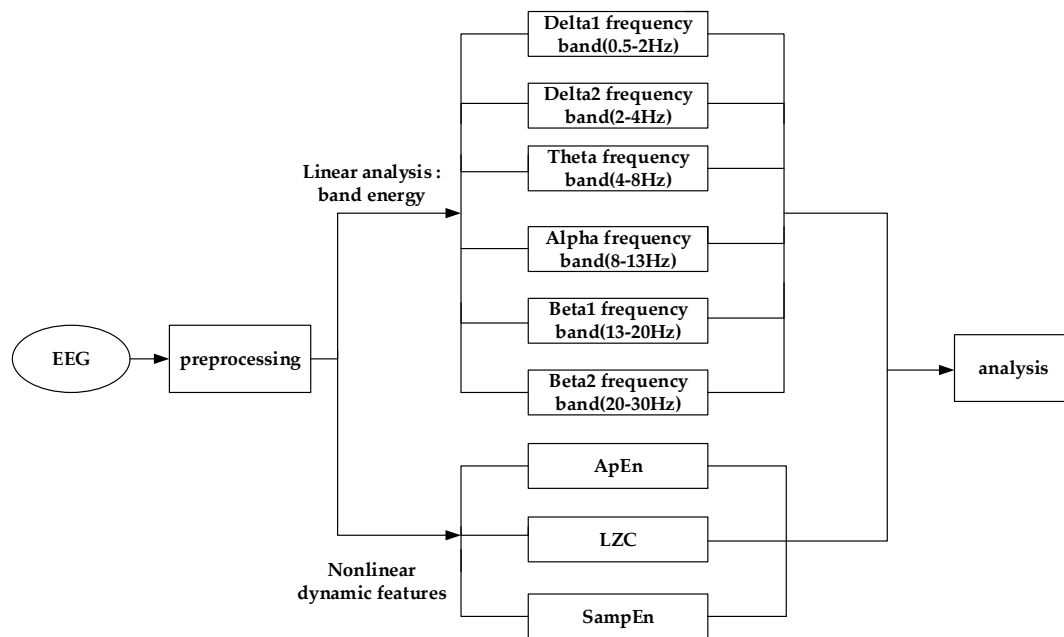 Delta1 frequency
band(0.5-2Hz)
Delta2 frequency
band(2-4Hz)
Theta frequency
band(4-8Hz)
Linear analysis :
band energy
Alpha frequency
band(8-13Hz)
Beta1 frequency
band(13-20Hz)
EEG
preprocessing
analysis
Beta2 frequency
band(20-30Hz)
ApEn
LZC
Nonlinear
dynamic features
SampEn